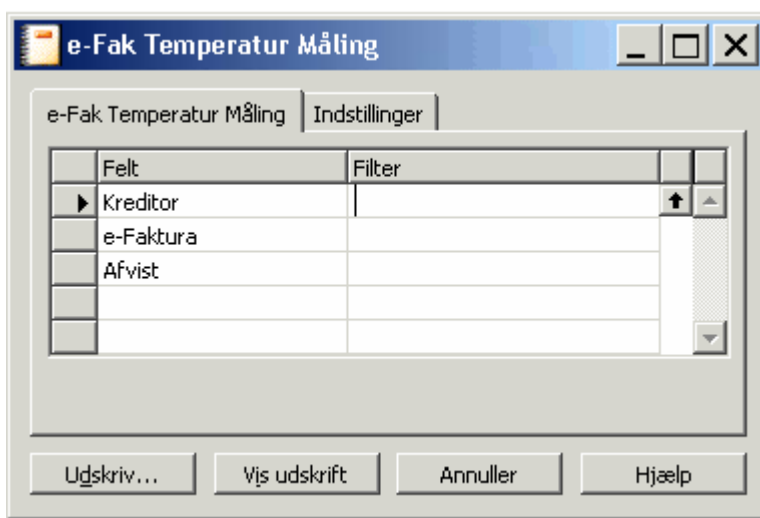 e-Fak Temperatur Måling
e-Fak Temperatur Måling Indstillinger
Felt Filter
Kreditor
e-Faktura
Afvist
Udskriv... Vis udskrift Annuller Hjælp